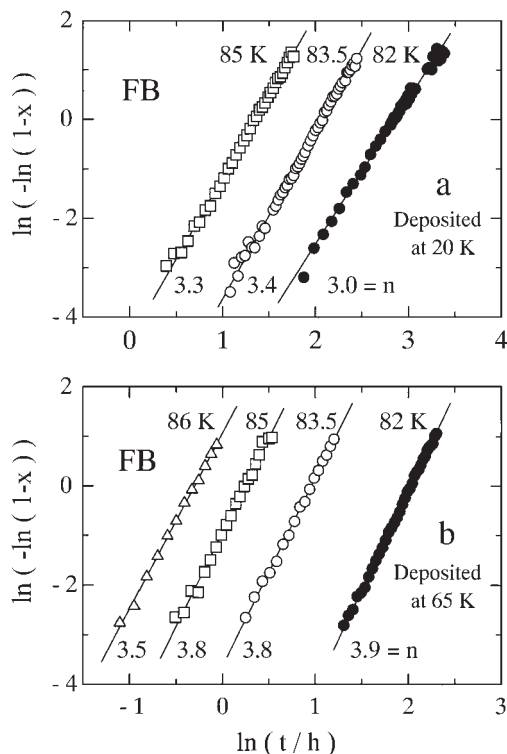 2
0
- 2
- 4
ln ( -ln ( 1-x ) )
85 K
83.5
82 K
FB
a
Deposited
at 20 K
3.3
3.4
3.0 = n
0
1
2
3
4
2
0
- 2
- 4
ln ( -ln ( 1-x ) )
86 K
85
83.5
82 K
FB
b
Deposited
at 65 K
3.5
3.8
3.8
3.9 = n
-1
0
1
2
3
ln ( t / h )